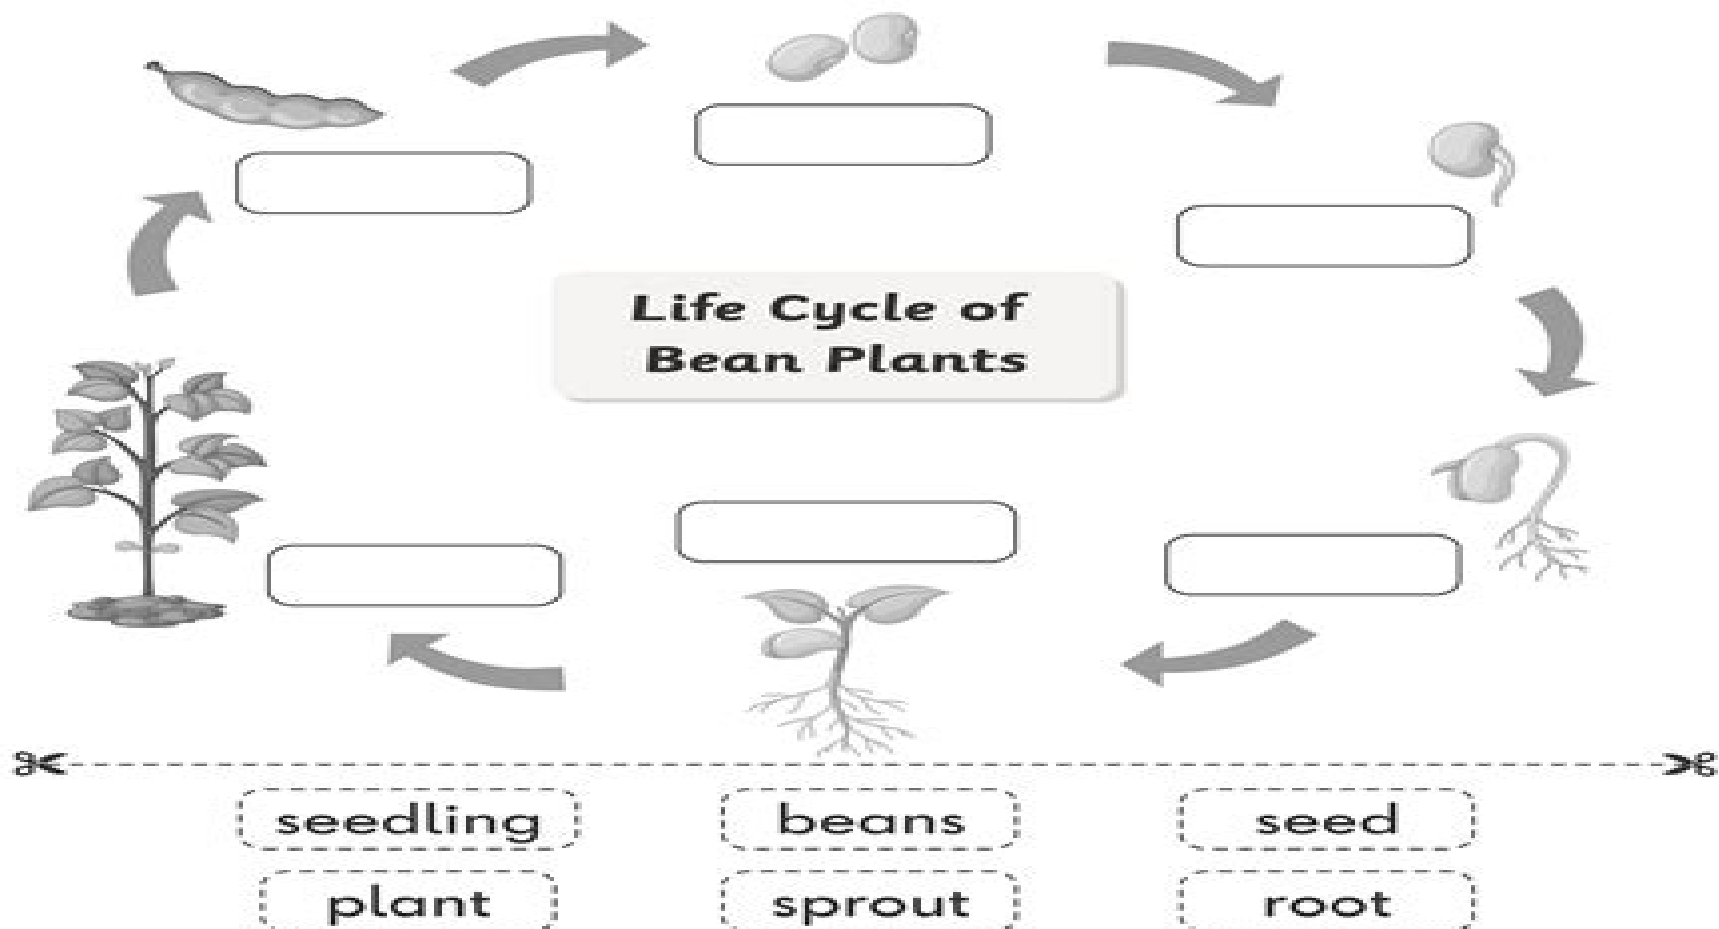 Life Cycle of
Bean Plants
seedling
beans
seed
plant
sprout
root